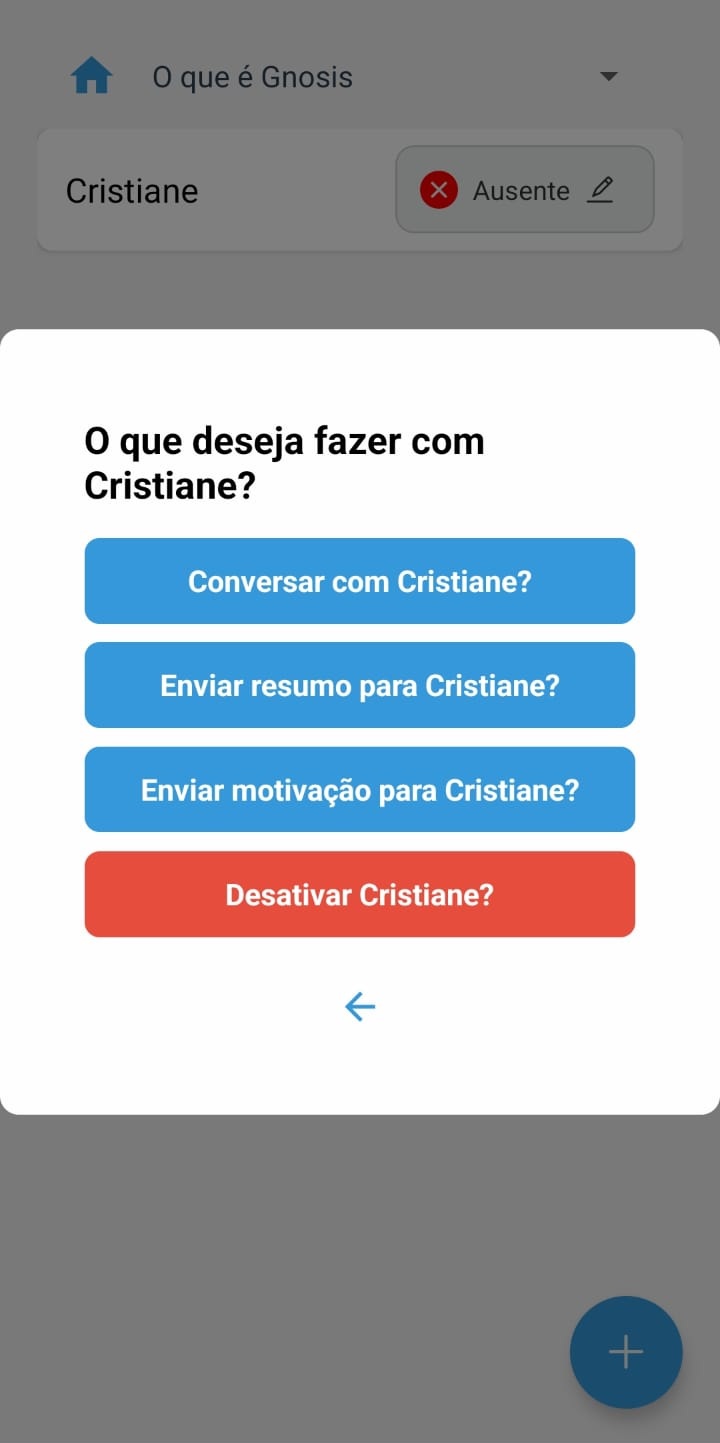 O que é Gnosis
Cristiane
Ausente
O que deseja fazer com
Cristiane?
Conversar com Cristiane?
Enviar resumo para Cristiane?
Enviar motivação para Cristiane?
Desativar Cristiane?